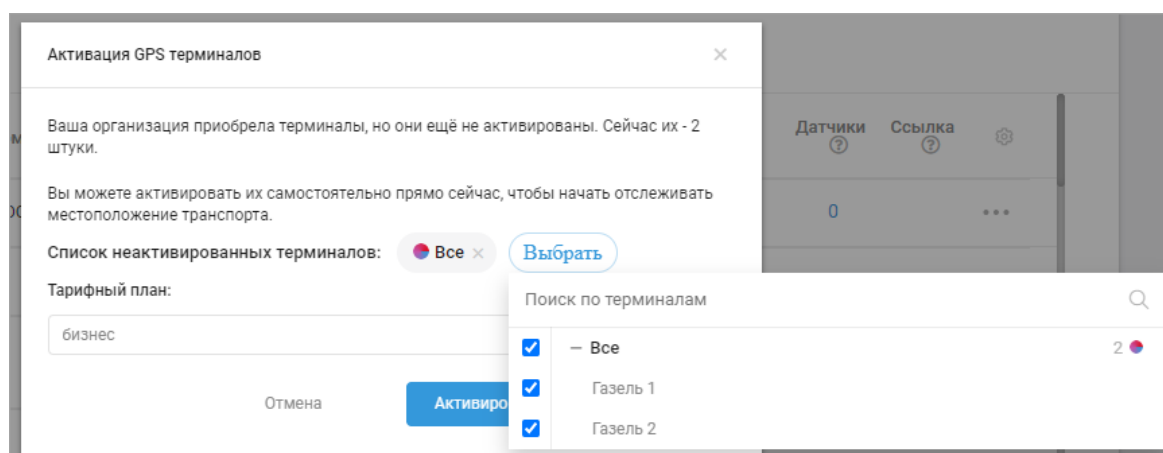 Активация GPS терминалов
Ваша организация приобрела терминалы, но они ещё не активированы. Сейчас их - 2
штуки.
Вы можете активировать их самостоятельно прямо сейчас, чтобы начать отслеживать
местоположение транспорта.
Список неактивированных терминалов: Все Выбрать
Тарифный план:
бизнес
Отмена
Поиск по терминалам
Все 2
Газель 1
Газель 2
Датчики Ссылка
0